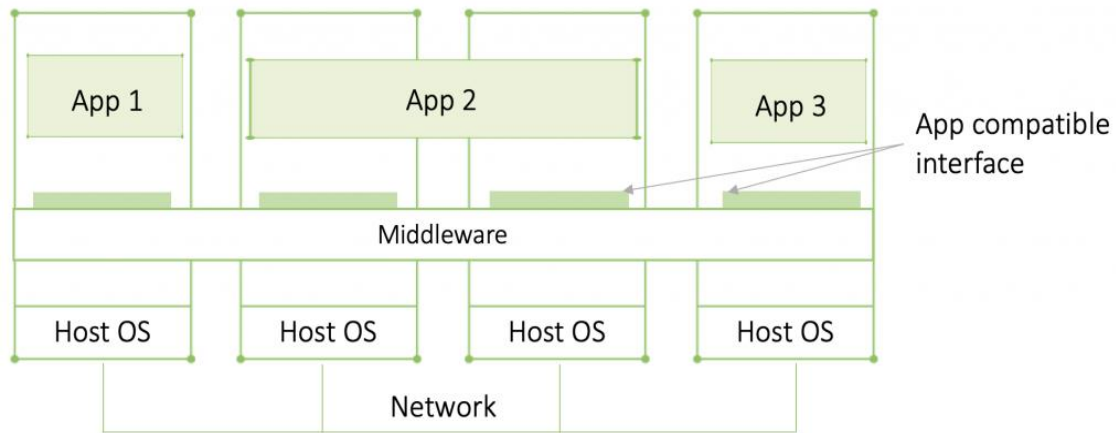 App 1
App 2
App 3
App compatible
interface
Middleware
Host OS
Host OS
Host OS
Host OS
Network